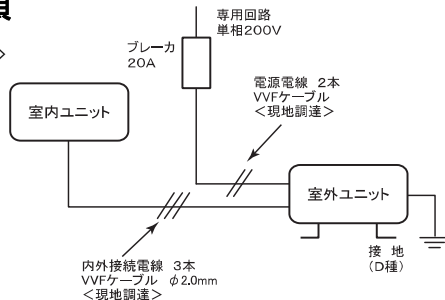 専用回路
単相200V
ブレーカ
20A
電源電線 2本
VVFケーブル
＜現地調達＞
室内ユニット
室外ユニット
接 地
（D種）
内外接続電線 3本
VVFケーブル φ2.0mm
＜現地調達＞